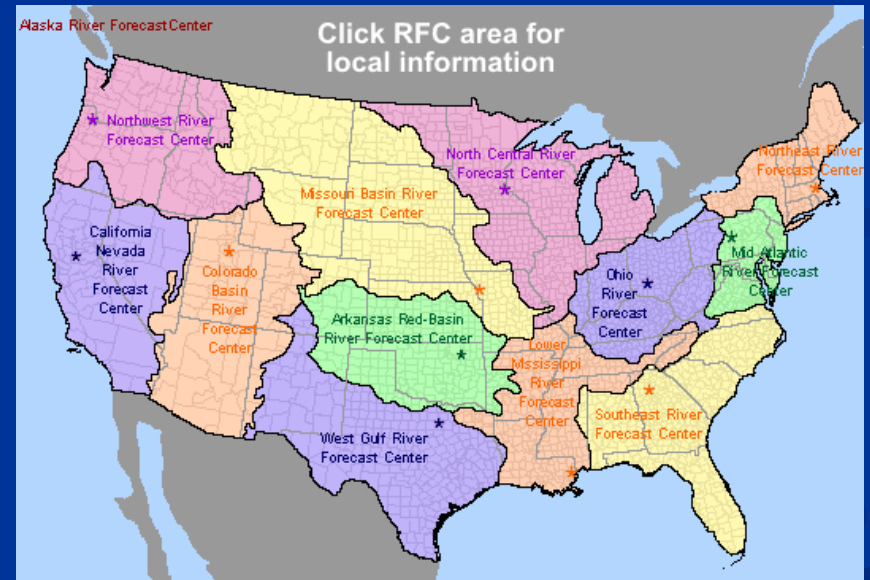 Alaska River Forecast Center
Click RFC area for
local information
Northwest River
Forecast Center
North Central River
Forecast Center
Northeast River
Forecast Center
Missouri Basin River
Forecast Center
California
Nevada
River
Forecast
Center
Colorado
Basin
River
Forecast
Center
Ohio
River
Forecast
Center
Mid Atlantic
River Forecast
Center
Arkansas Red-Basin
River Forecast Center
Lower
Mississippi
River
Forecast
Center
Southeast River
Forecast Center
West Gulf River
Forecast Center